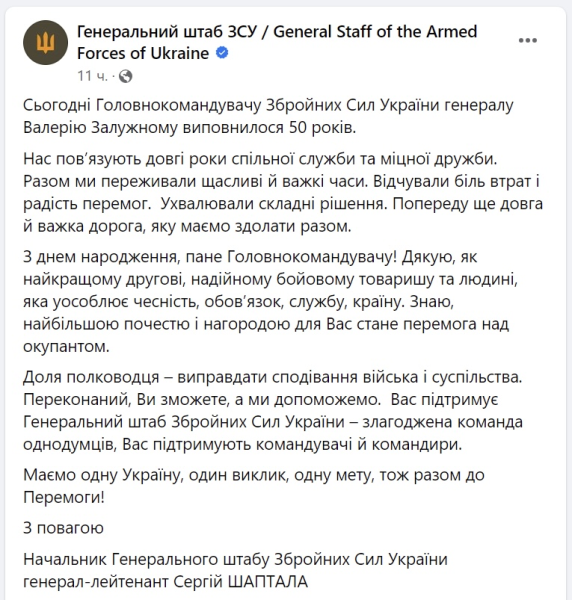 Генеральний штаб ЗСУ / General Staff of the Armed
Forces of Ukraine
11 ч. ·
Сьогодні Головнокомандувачу Збройних Сил України генералу
Валерію Залужному виповнилося 50 років.
Нас пов’язують довгі роки спільної служби та міцної дружби.
Разом ми переживали щасливі й важкі часи. Відчували біль втрат і
радість перемог.  Ухвалювали складні рішення. Попереду ще довга
й важка дорога, яку маємо здолати разом.
З днем народження, пане Головнокомандувачу! Дякую, як
найкращому другові, надійному бойовому товаришу та людині,
яка уособлює чесність, обов’язок, службу, країну. Знаю,
найбільшою почестю і нагородою для Вас стане перемога над
окупантом.
Доля полководця – виправдати сподівання війська і суспільства.
Переконаний, Ви зможете, а ми допоможемо.  Вас підтримує
Генеральний штаб Збройних Сил України – злагоджена команда
однодумців, Вас підтримують командувачі й командири.
Маємо одну Україну, один виклик, одну мету, тож разом до
Перемоги!
З повагою
Начальник Генерального штабу Збройних Сил України
генерал-лейтенант Сергій ШАПТАЛА